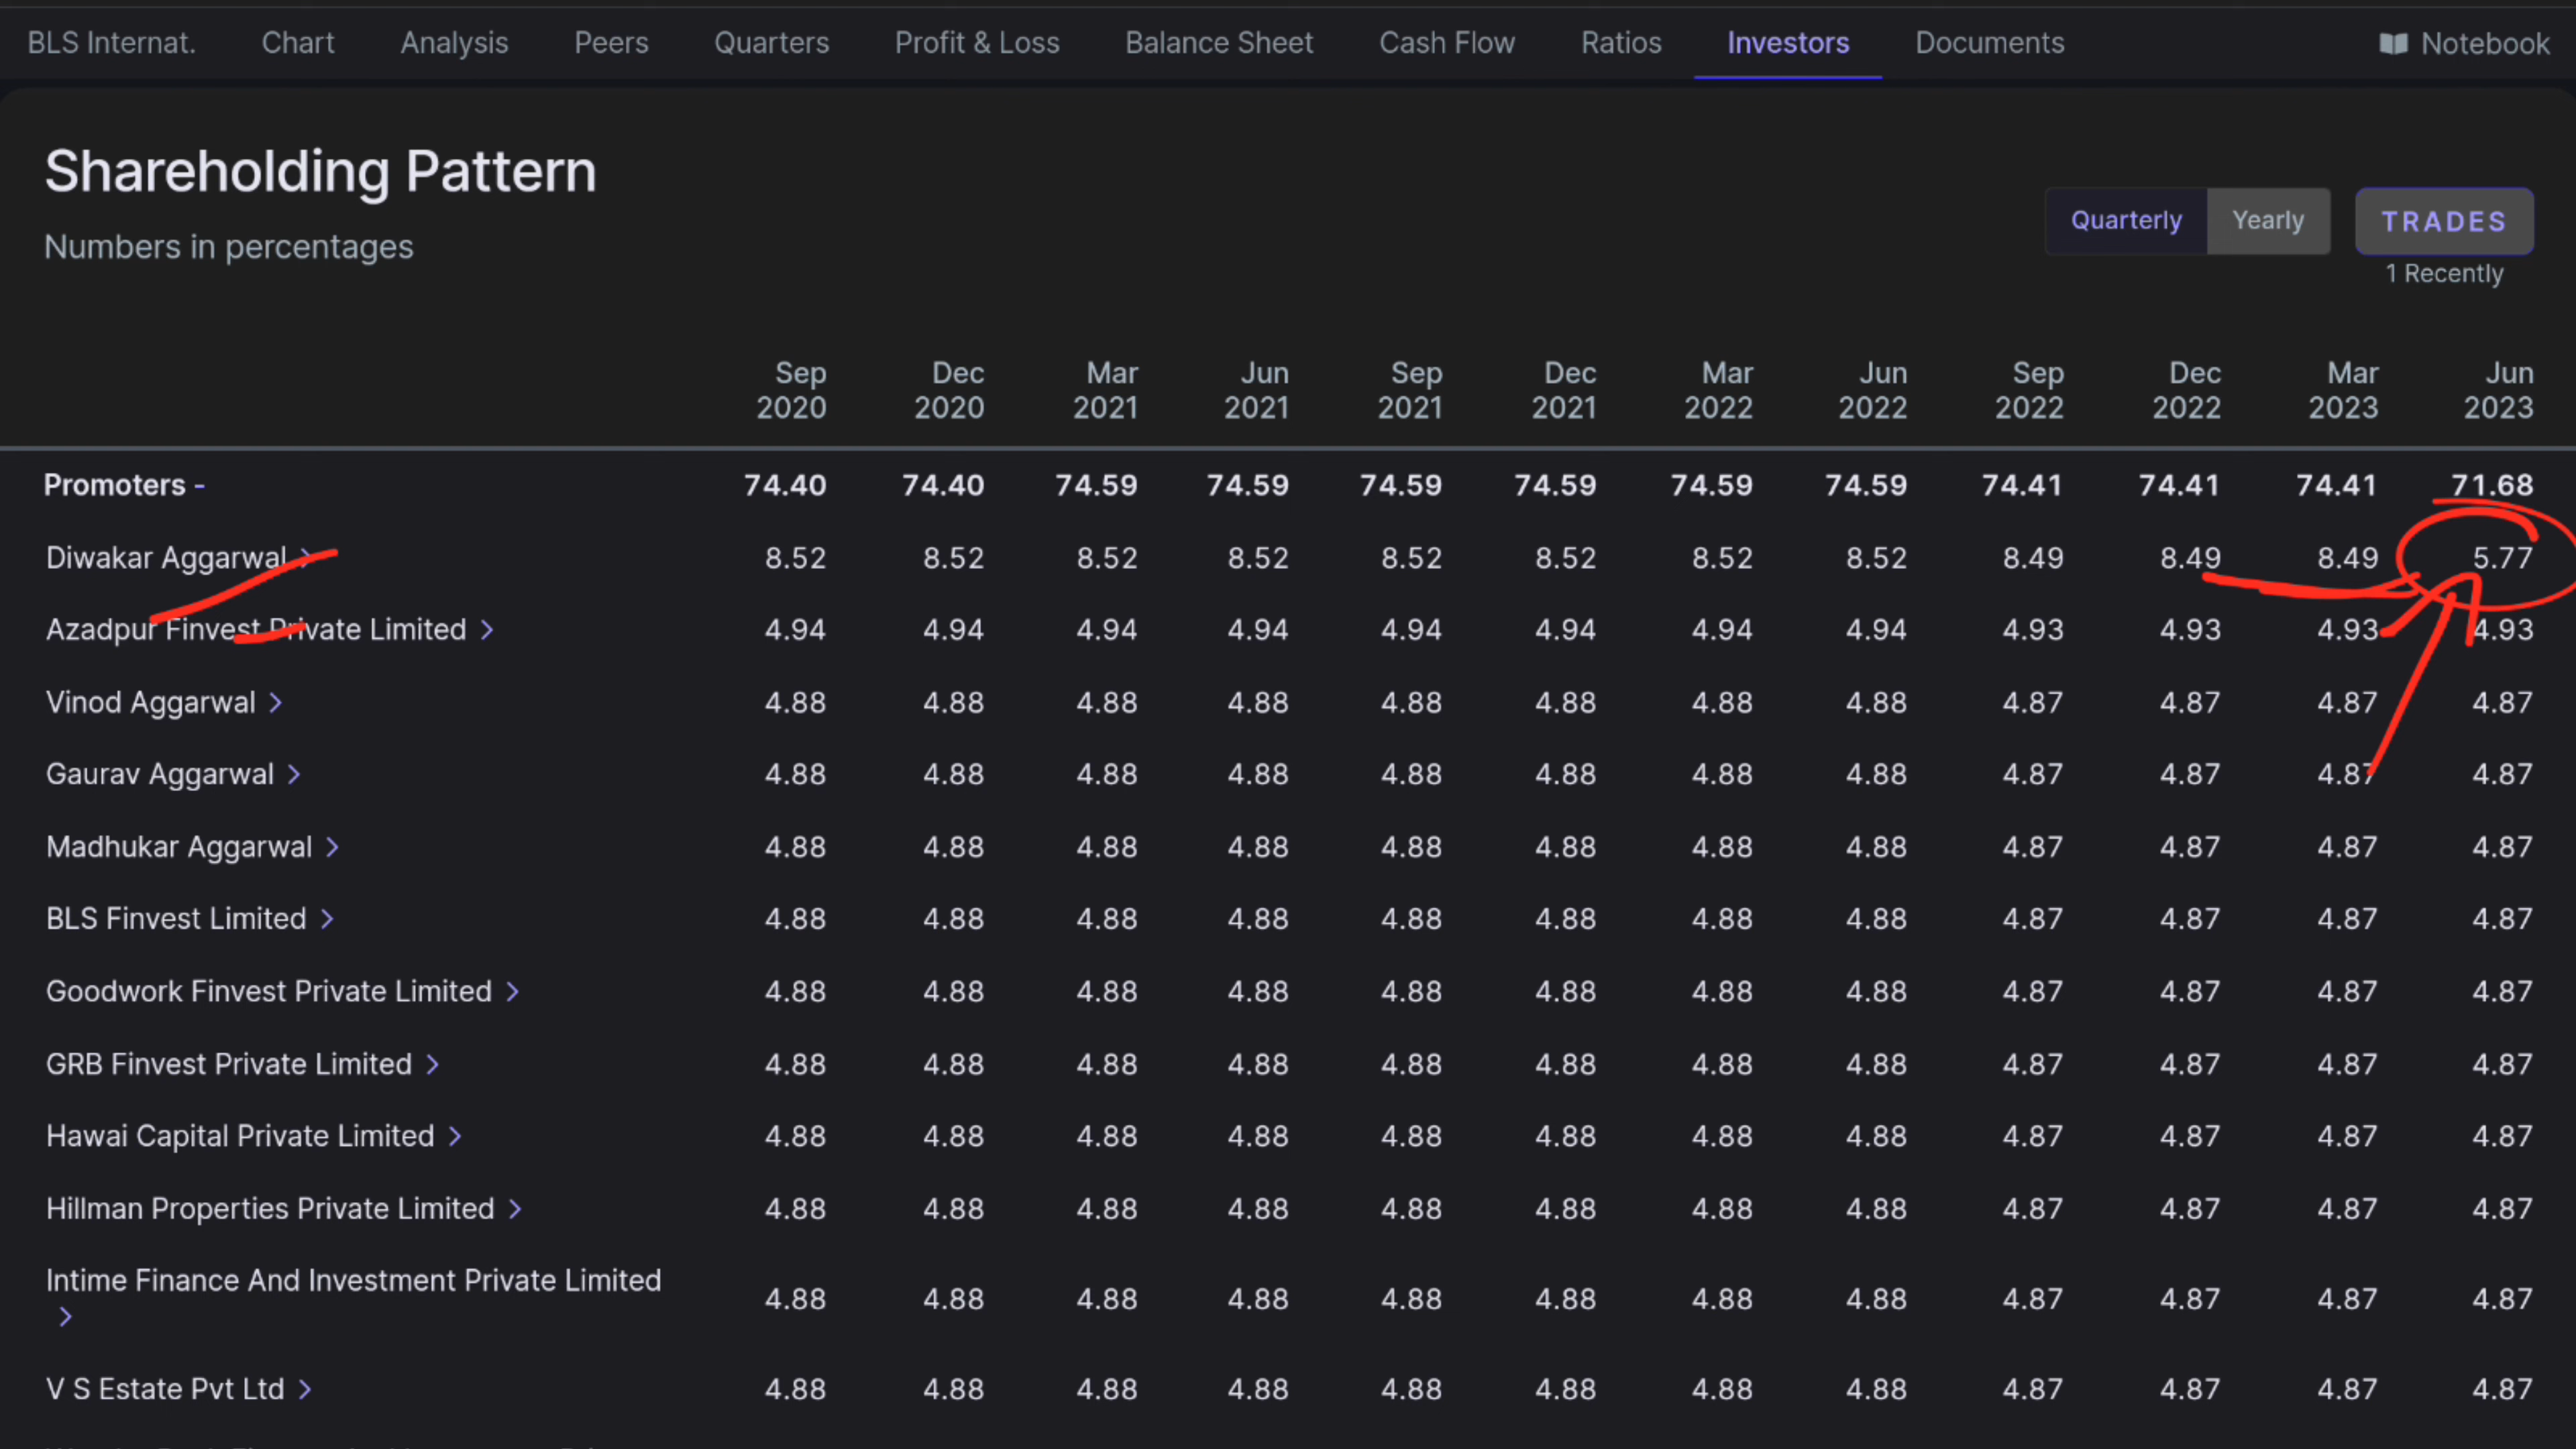 BLS Internat. Chart Analysis Peers Quarters Profit & Loss Balance Sheet Cash Flow Ratios Investors Documents Notebook
Shareholding Pattern
Numbers in percentages
Quarterly Yearly TRADES
1 Recently
Sep 2020 Dec 2020 Mar 2021 Jun 2021 Sep 2021 Dec 2021 Mar 2022 Jun 2022 Sep 2022 Dec 2022 Mar 2023 Jun 2023
Promoters - 74.40 74.40 74.59 74.59 74.59 74.59 74.59 74.59 74.41 74.41 74.41 71.68
Diwakar Aggarwal 8.52 8.52 8.52 8.52 8.52 8.52 8.52 8.52 8.49 8.49 8.49 5.77
Azadpur Finvest Private Limited 4.94 4.94 4.94 4.94 4.94 4.94 4.94 4.94 4.93 4.93 4.93 4.93
Vinod Aggarwal 4.88 4.88 4.88 4.88 4.88 4.88 4.88 4.88 4.87 4.87 4.87 4.87
Gaurav Aggarwal 4.88 4.88 4.88 4.88 4.88 4.88 4.88 4.88 4.87 4.87 4.87 4.87
Madhukar Aggarwal 4.88 4.88 4.88 4.88 4.88 4.88 4.88 4.88 4.87 4.87 4.87 4.87
BLS Finvest Limited 4.88 4.88 4.88 4.88 4.88 4.88 4.88 4.88 4.87 4.87 4.87 4.87
Goodwork Finvest Private Limited 4.88 4.88 4.88 4.88 4.88 4.88 4.88 4.88 4.87 4.87 4.87 4.87
GRB Finvest Private Limited 4.88 4.88 4.88 4.88 4.88 4.88 4.88 4.88 4.87 4.87 4.87 4.87
Hawai Capital Private Limited 4.88 4.88 4.88 4.88 4.88 4.88 4.88 4.88 4.87 4.87 4.87 4.87
Hillman Properties Private Limited 4.88 4.88 4.88 4.88 4.88 4.88 4.88 4.88 4.87 4.87 4.87 4.87
Intime Finance And Investment Private Limited 4.88 4.88 4.88 4.88 4.88 4.88 4.88 4.88 4.87 4.87 4.87 4.87
V S Estate Pvt Ltd 4.88 4.88 4.88 4.88 4.88 4.88 4.88 4.88 4.87 4.87 4.87 4.87